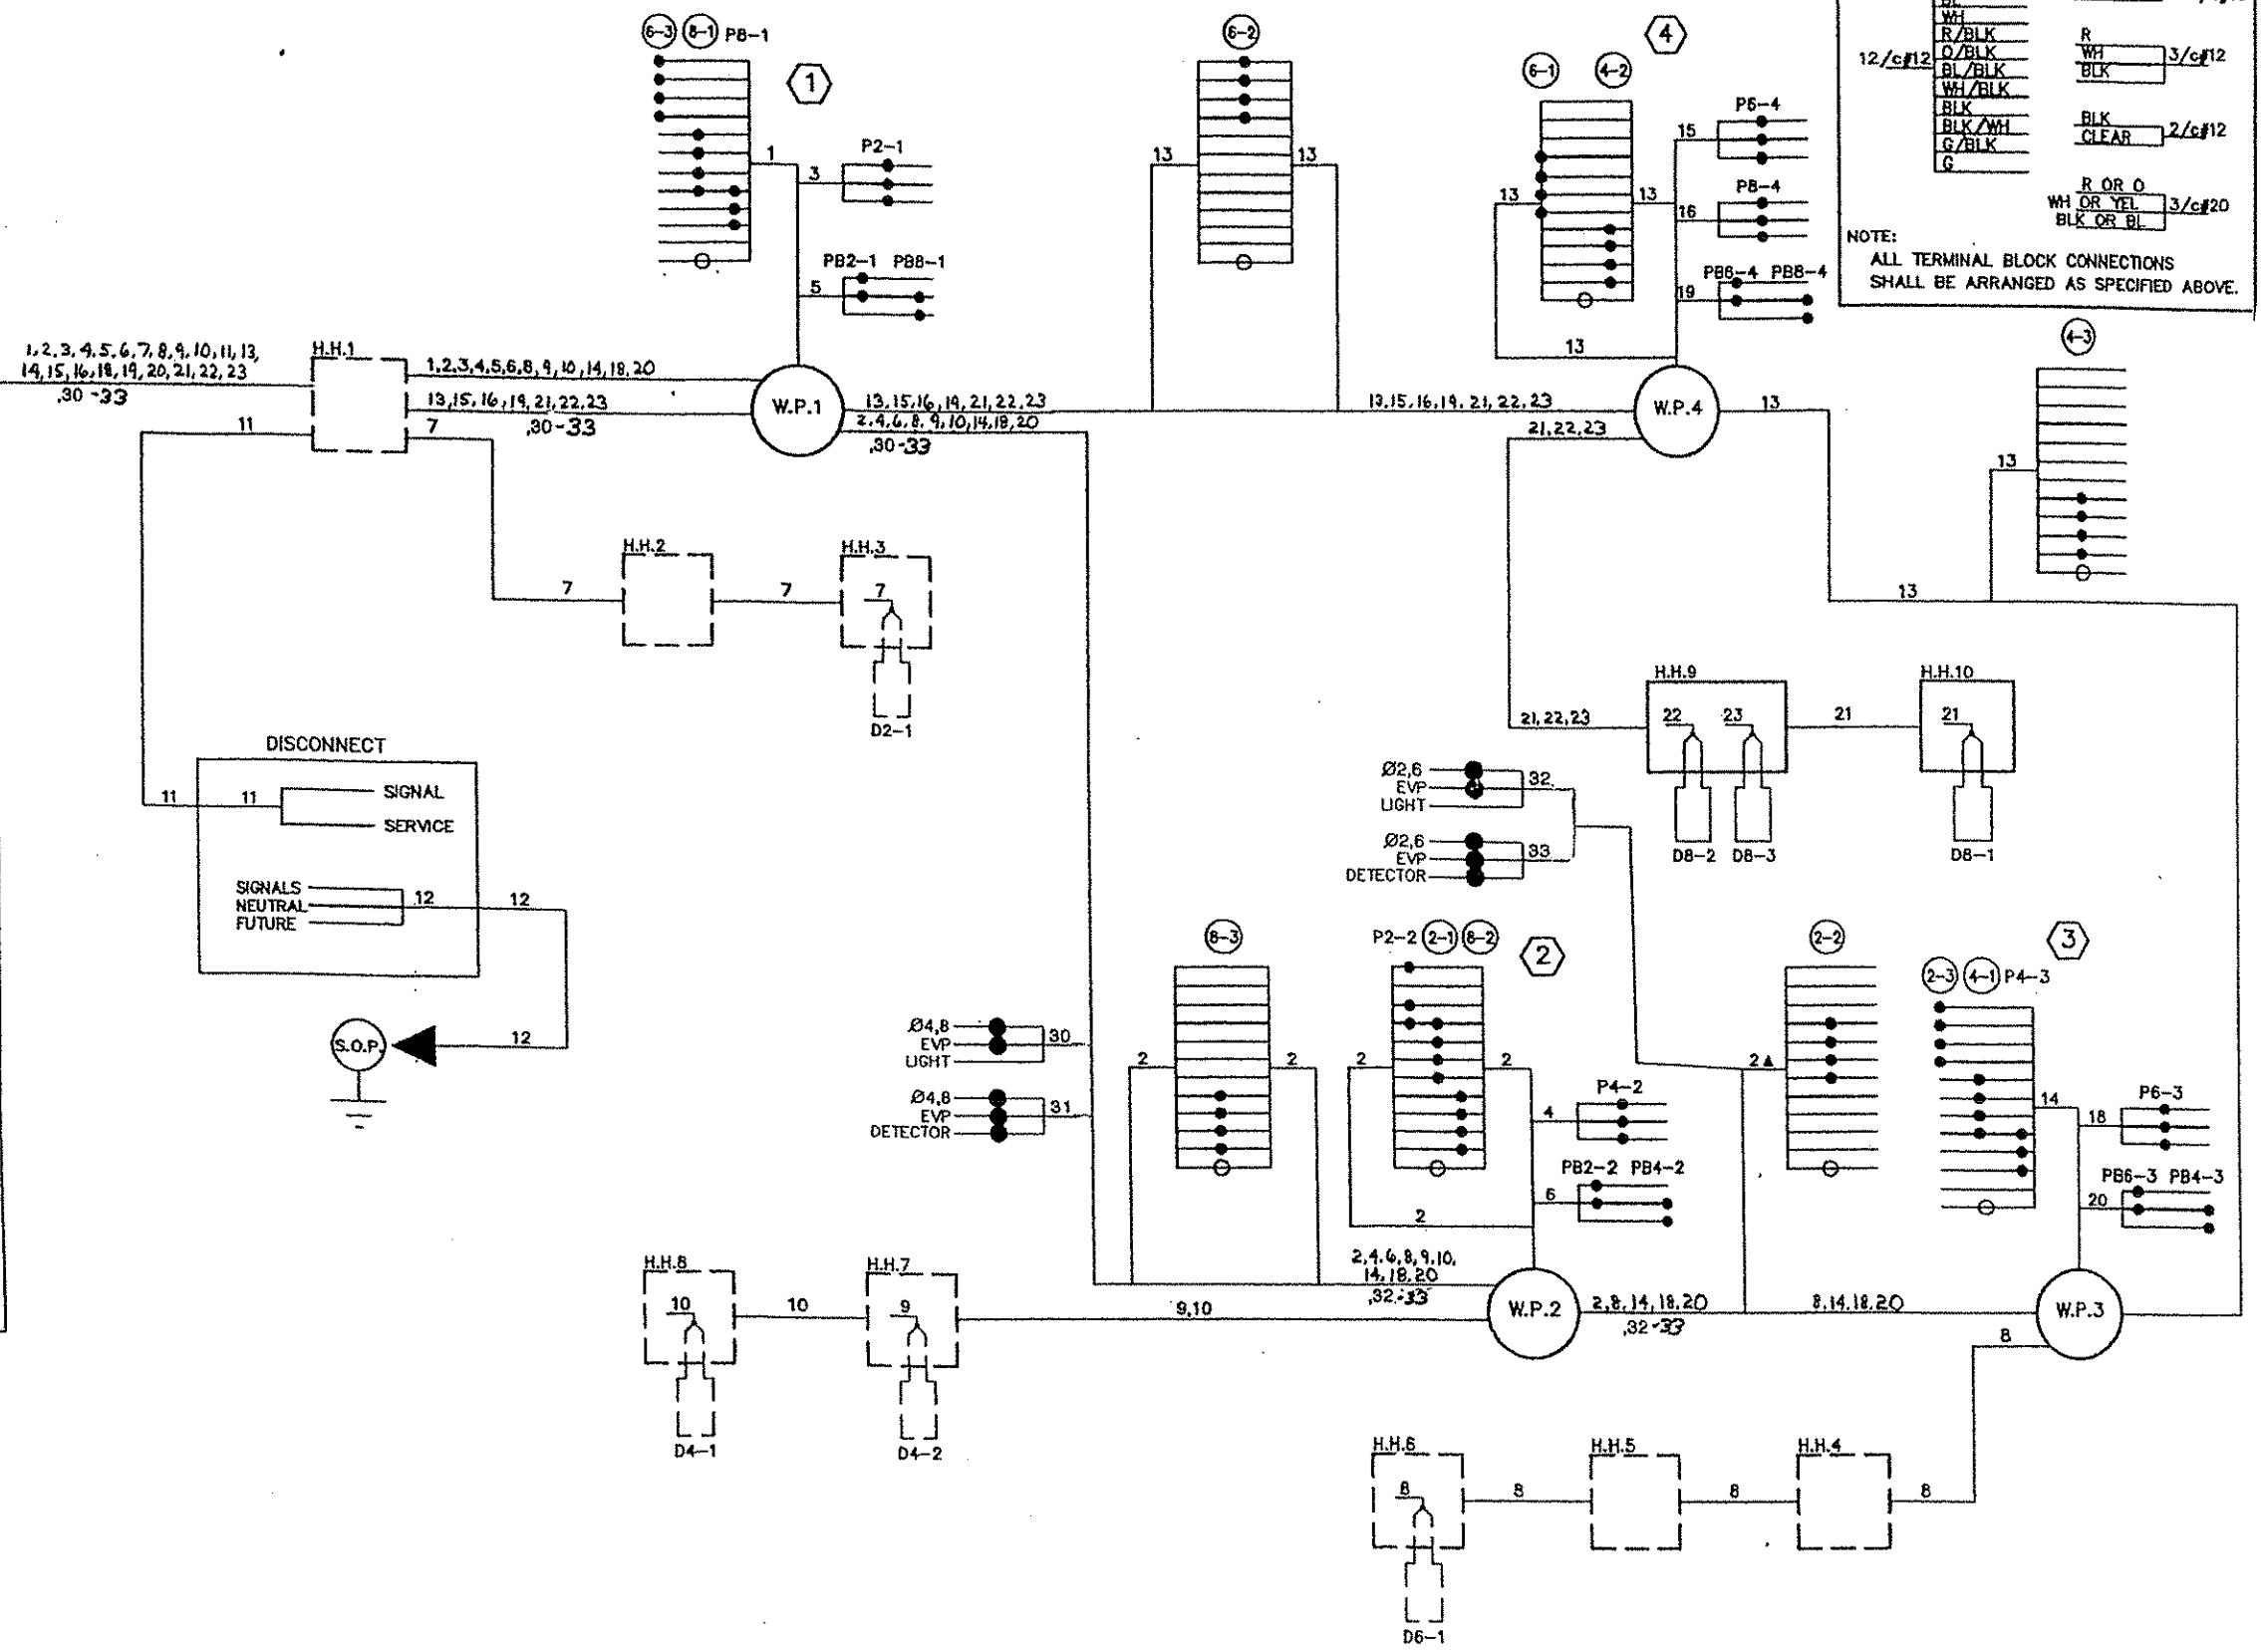 6-3 8-1 P8-1
1
6-2
4
6-1 4-2
WH
R/BLK
O/BLK
BL/BLK
WH/BLK
BLK
BLK/WH
G/BLK
G
12/c#12
R
WH
BLK
3/c#12
BLK
CLEAR
2/c#12
R OR O
WH OR YEL
BLK OR BL
3/c#20
NOTE:
ALL TERMINAL BLOCK CONNECTIONS
SHALL BE ARRANGED AS SPECIFIED ABOVE.
1
3
P2-1
5
PB2-1 PB8-1
13
13
13
13
15
P6-4
16
P8-4
19
PB6-4 PB8-4
13
4-3
13
1,2,3,4,5,6,7,8,9,10,11,13,
14,15,16,18,19,20,21,22,23
,30-33
H.H.1
1,2,3,4,5,6,8,9,10,14,18,20
13,15,16,19,21,22,23
,30-33
7
11
W.P.1
13,15,16,19,21,22,23
2,4,6,8,9,10,14,18,20
,30-33
13,15,16,19,21,22,23
21,22,23
W.P.4
13
13
H.H.2
H.H.3
7
7
7
D2-1
H.H.9
22
23
21,22,23
21
H.H.10
21
D8-2 D8-3
D8-1
DISCONNECT
11
11
SIGNAL
SERVICE
SIGNALS
NEUTRAL
FUTURE
12
12
12
S.O.P.
Ø2,6
EVP
LIGHT
32
Ø2,6
EVP
DETECTOR
33
Ø4,8
EVP
LIGHT
30
Ø4,8
EVP
DETECTOR
31
8-3
2
2
P2-2 2-1 8-2
2
2
2
2
4
P4-2
6
PB2-2 PB4-2
2-2
2▲
3
2-3 4-1 P4-3
14
18
P6-3
20
PB6-3 PB4-3
2,4,6,8,9,10,
14,18,20
,32-33
9,10
W.P.2
2,8,14,18,20
,32-33
8,14,18,20
W.P.3
8
H.H.8
10
10
D4-1
H.H.7
9
D4-2
H.H.6
8
8
D6-1
H.H.5
8
H.H.4
8